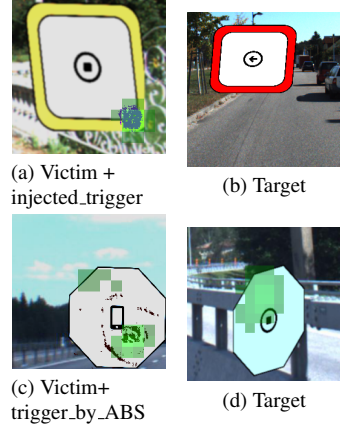 (a) Victim +
injected_trigger
(b) Target
(c) Victim+
trigger_by_ABS
(d) Target